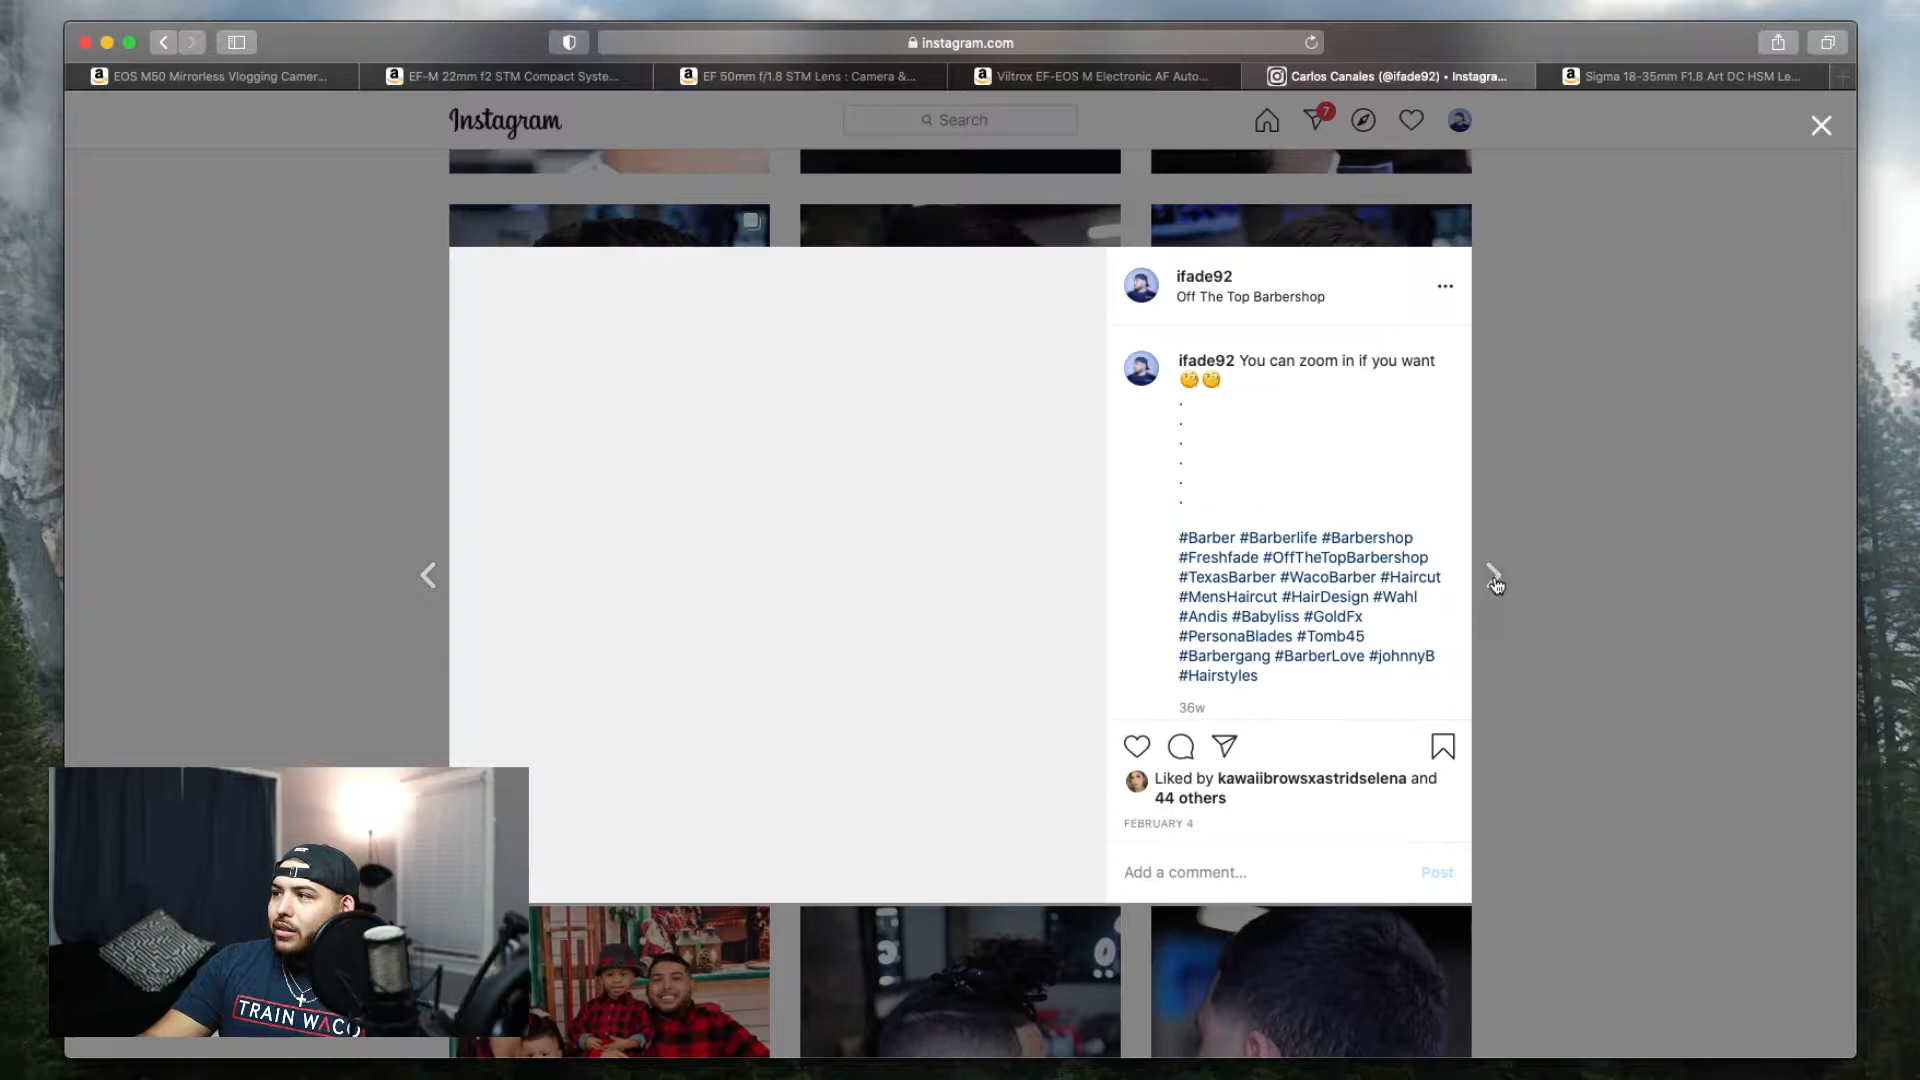 instagram.com
EOS M50 Mirrorless Vlogging Camer...
EF-M 22mm f2 STM Compact Syste...
EF 50mm f/1.8 STM Lens : Camera &...
Viltrox EF-EOS M Electronic AF Auto...
Carlos Canales (@ifade92) • Instagra...
Sigma 18-35mm F1.8 Art DC HSM Le...
Instagram
Search
7
ifade92
Off The Top Barbershop
ifade92 You can zoom in if you want
🧐🧐
.
.
.
.
.
.
#Barber #Barberlife #Barbershop
#Freshfade #OffTheTopBarbershop
#TexasBarber #WacoBarber #Haircut
#MensHaircut #HairDesign #Wahl
#Andis #Babyliss #GoldFx
#PersonaBlades #Tomb45
#Barbergang #BarberLove #johnnyB
#Hairstyles
36w
Liked by kawaiibrowsxastridselena and
44 others
FEBRUARY 4
Add a comment...
Post
TRAIN WACO